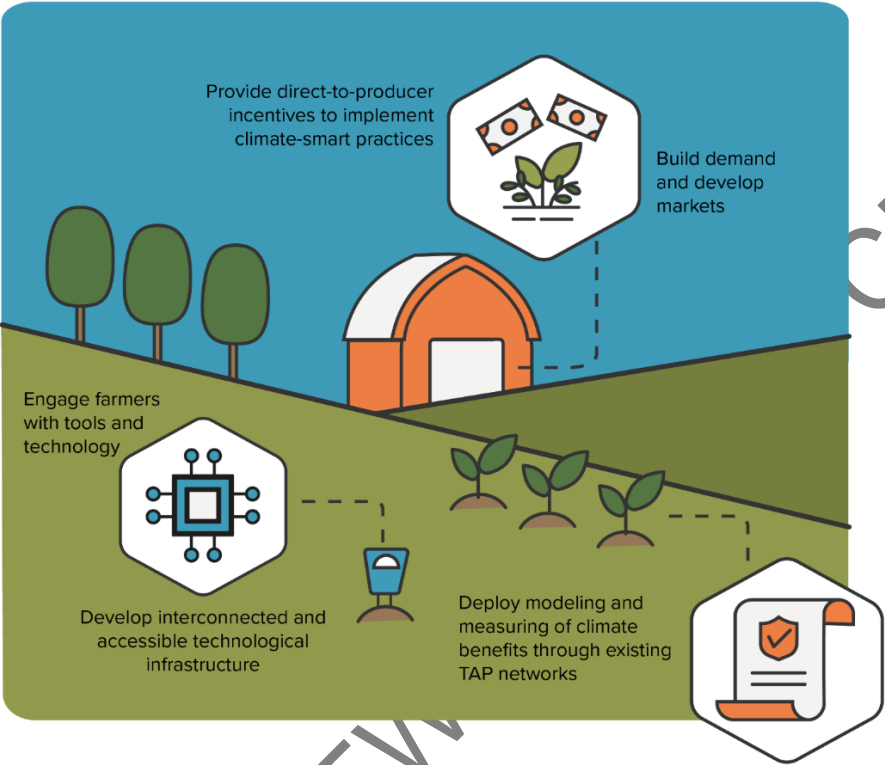 Provide direct-to-producer
incentives to implement
climate-smart practices
Build demand
and develop
markets
Engage farmers
with tools and
technology
Develop interconnected and
accessible technological
infrastructure
Deploy modeling and
measuring of climate
benefits through existing
TAP networks